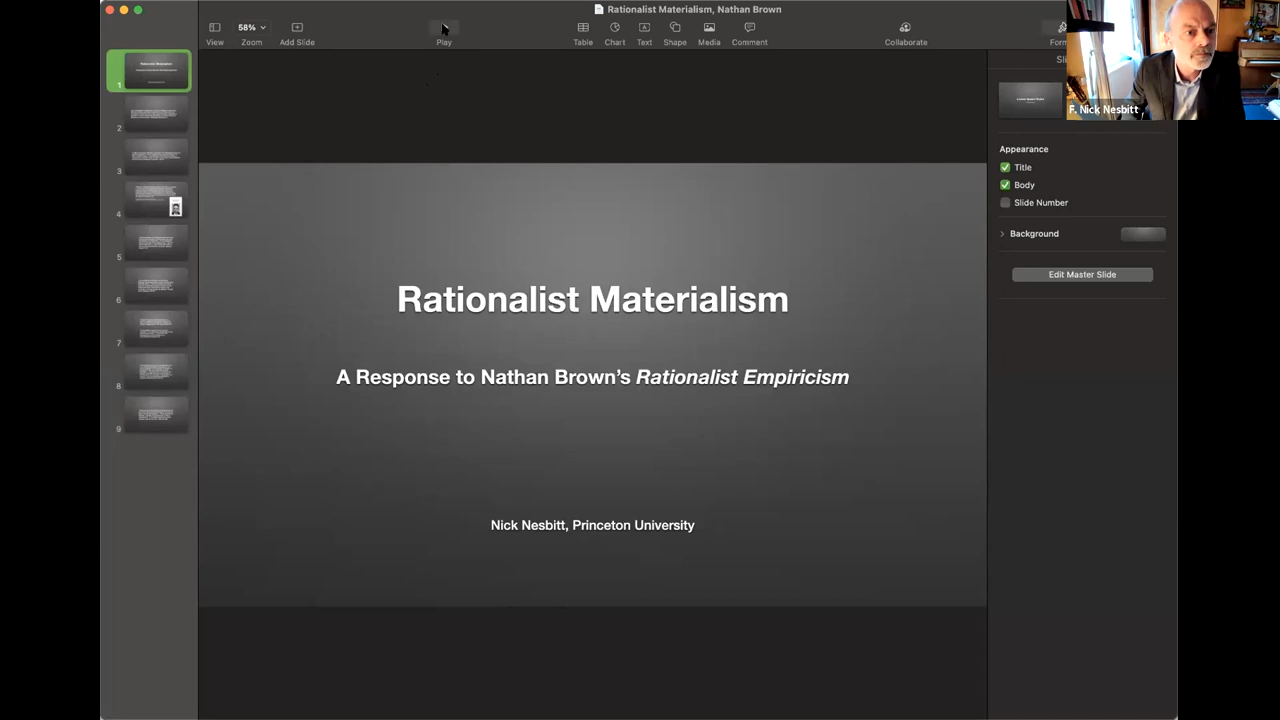 Rationalist Materialism, Nathan Brown
58%
View
Zoom
Add Slide
Play
Table
Chart
Text
Shape
Media
Comment
Collaborate
Form
F. Nick Nesbitt
1
2
3
4
5
6
7
8
9
Rationalist Materialism
A Response to Nathan Brown’s Rationalist Empiricism
Nick Nesbitt, Princeton University
Appearance
Title
Body
Slide Number
Background
Edit Master Slide